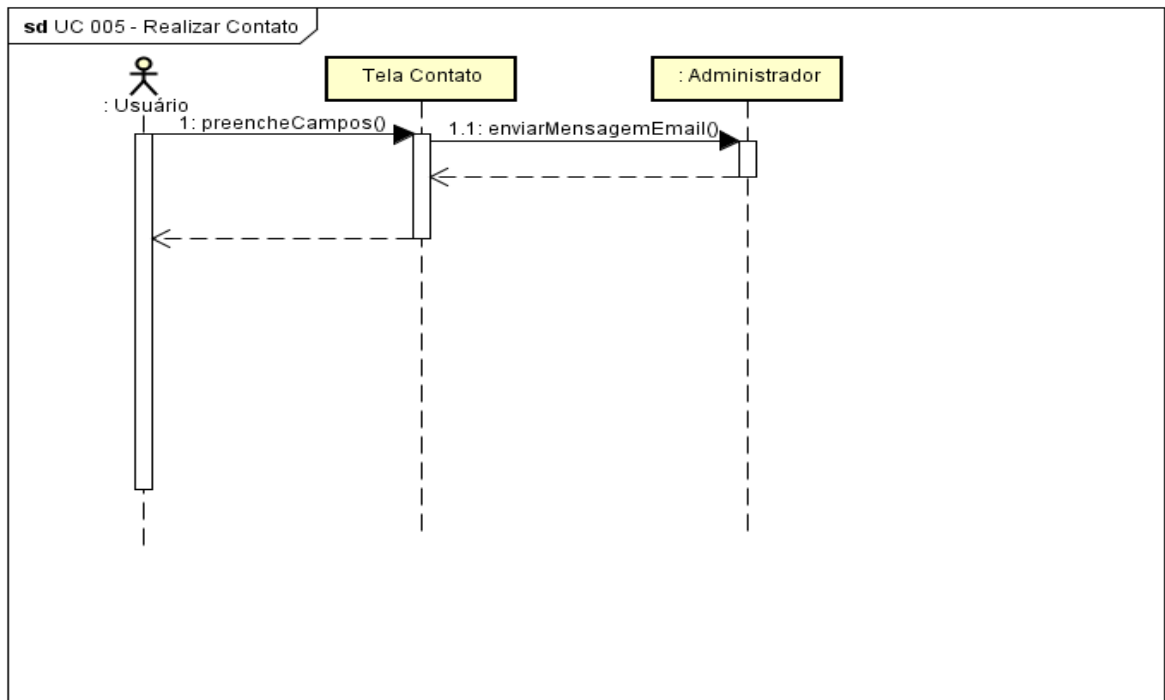 sd UC 005 - Realizar Contato
Tela Contato
: Administrador
: Usuário
1: preencheCampos()
1.1: enviarMensagemEmail()